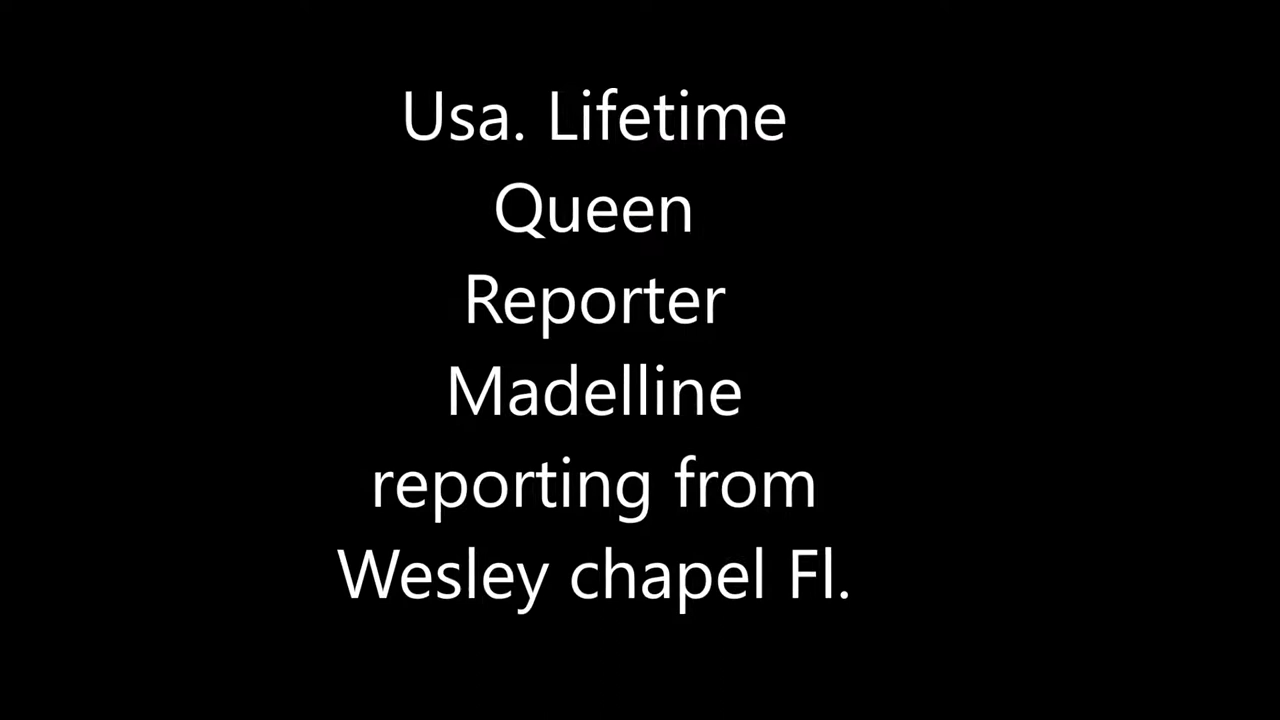 Usa. Lifetime
Queen
Reporter
Madelline
reporting from
Wesley chapel Fl.